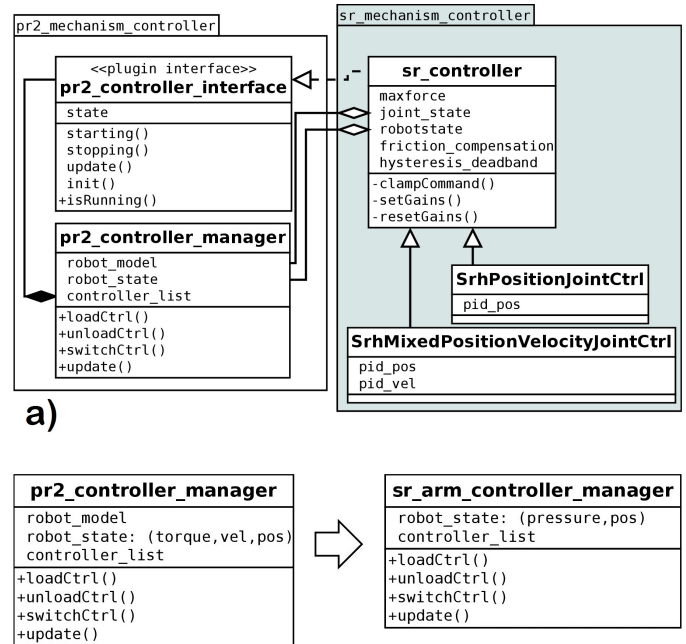 pr2_mechanism_controller
<<plugin interface>>
pr2_controller_interface
state
starting()
stopping()
update()
init()
+isRunning()
pr2_controller_manager
robot_model
robot_state
controller_list
+loadCtrl()
+unloadCtrl()
+switchCtrl()
+update()
sr_mechanism_controller
sr_controller
maxforce
joint_state
robotstate
friction_compensation
hysteresis_deadband
-clampCommand()
-setGains()
-resetGains()
SrhPositionJointCtrl
pid_pos
SrhMixedPositionVelocityJointCtrl
pid_pos
pid_vel
a)
pr2_controller_manager
robot_model
robot_state: (torque,vel,pos)
controller_list
+loadCtrl()
+unloadCtrl()
+switchCtrl()
+update()
sr_arm_controller_manager
robot_state: (pressure,pos)
controller_list
+loadCtrl()
+unloadCtrl()
+switchCtrl()
+update()